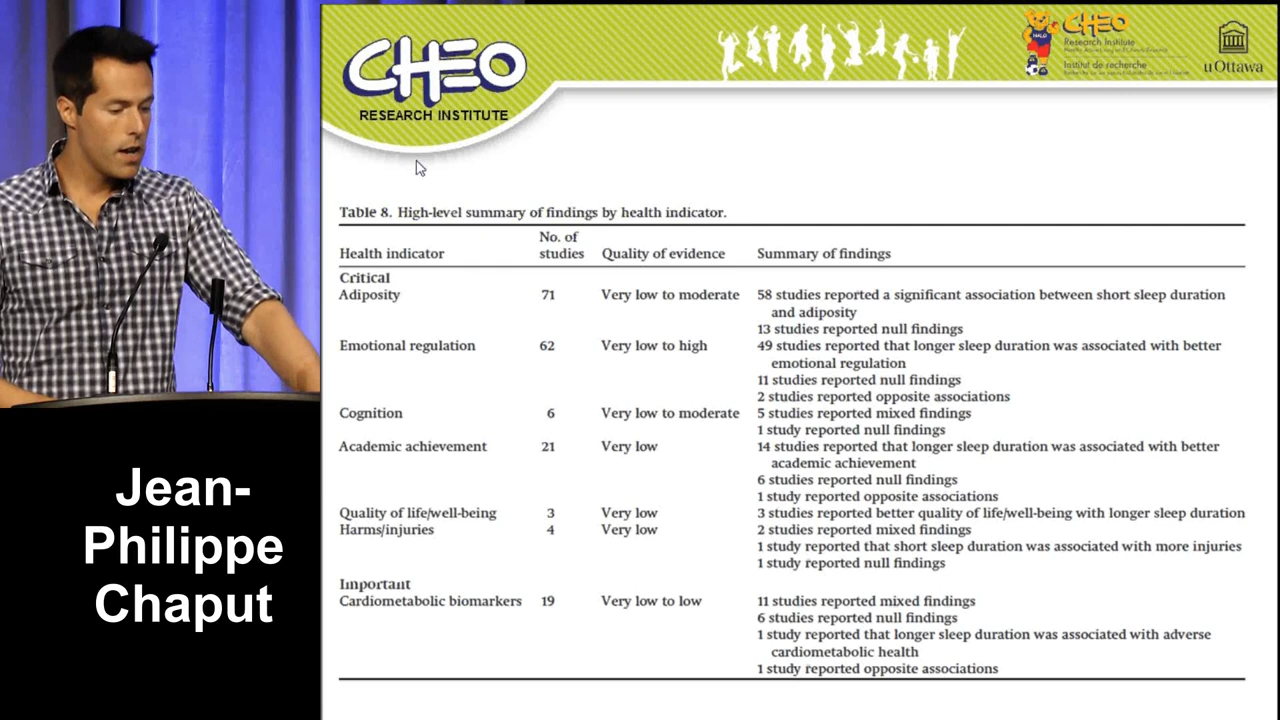 CHEO
RESEARCH INSTITUTE
HALO
CHEO
Research Institute
Institut de recherche
uOttawa
Table 8. High-level summary of findings by health indicator.
Health indicator No. of studies Quality of evidence Summary of findings
Critical
Adiposity 71 Very low to moderate 58 studies reported a significant association between short sleep duration
and adiposity
13 studies reported null findings
Emotional regulation 62 Very low to high 49 studies reported that longer sleep duration was associated with better
emotional regulation
11 studies reported null findings
2 studies reported opposite associations
Cognition 6 Very low to moderate 5 studies reported mixed findings
1 study reported null findings
Academic achievement 21 Very low 14 studies reported that longer sleep duration was associated with better
academic achievement
6 studies reported null findings
1 study reported opposite associations
Quality of life/well-being 3 Very low 3 studies reported better quality of life/well-being with longer sleep duration
Harms/injuries 4 Very low 2 studies reported mixed findings
1 study reported that short sleep duration was associated with more injuries
1 study reported null findings
Important
Cardiometabolic biomarkers 19 Very low to low 11 studies reported mixed findings
6 studies reported null findings
1 study reported that longer sleep duration was associated with adverse
cardiometabolic health
1 study reported opposite associations
Jean-
Philippe
Chaput